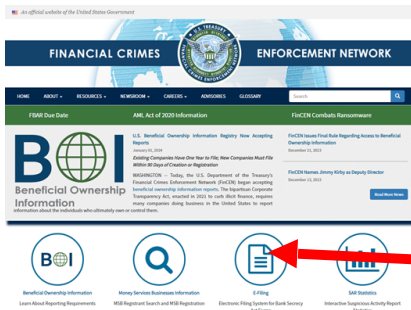 An official website of the United States Government
FINANCIAL CRIMES
ENFORCEMENT NETWORK
HOME ABOUT RESOURCES NEWSROOM CAREERS ADVISORIES GLOSSARY Search
FBAR Due Date AML Act of 2020 Information FinCEN Combats Ransomware
BOI
Beneficial Ownership
Information
information about the individuals who ultimately own or control them.
U.S. Beneficial Ownership Information Registry Now Accepting
Reports
January 01, 2024
Existing Companies Have One Year to File; New Companies Must File
Within 90 Days of Creation or Registration
WASHINGTON -- Today, the U.S. Department of the Treasury's
Financial Crimes Enforcement Network (FinCEN) began accepting
beneficial ownership information reports. The bipartisan Corporate
Transparency Act, enacted in 2021 to curb illicit finance, requires
many companies doing business in the United States to report
FinCEN Issues Final Rule Regarding Access to Beneficial
Ownership Information
December 21, 2023
FinCEN Names Jimmy Kirby as Deputy Director
Read More News
BOI
Beneficial Ownership Information
Learn About Reporting Requirements
Money Services Businesses Information
MSB Registrant Search and MSB Registration
E-Filing
Electronic Filing System for Bank Secrecy
SAR Statistics
Interactive Suspicious Activity Report